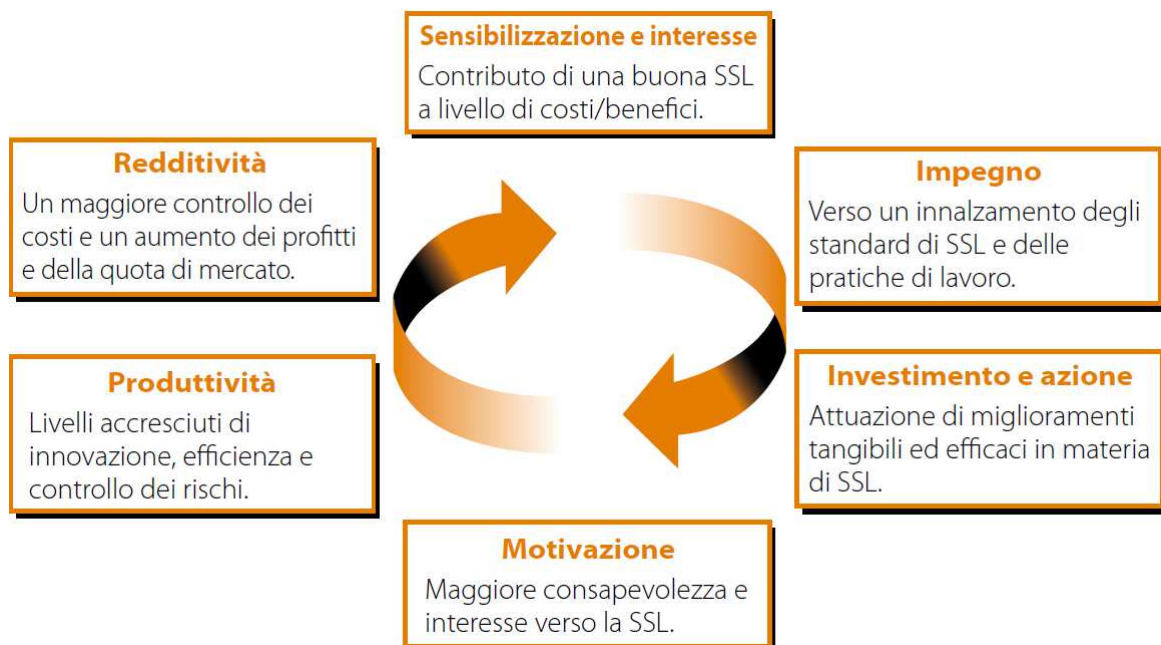 Sensibilizzazione e interesse
Contributo di una buona SSL
a livello di costi/benefici.
Impegno
Verso un innalzamento degli
standard di SSL e delle
pratiche di lavoro.
Investimento e azione
Attuazione di miglioramenti
tangibili ed efficaci in materia
di SSL.
Motivazione
Maggiore consapevolezza e
interesse verso la SSL.
Produttività
Livelli accresciuti di
innovazione, efficienza e
controllo dei rischi.
Redditività
Un maggiore controllo dei
costi e un aumento dei profitti
e della quota di mercato.